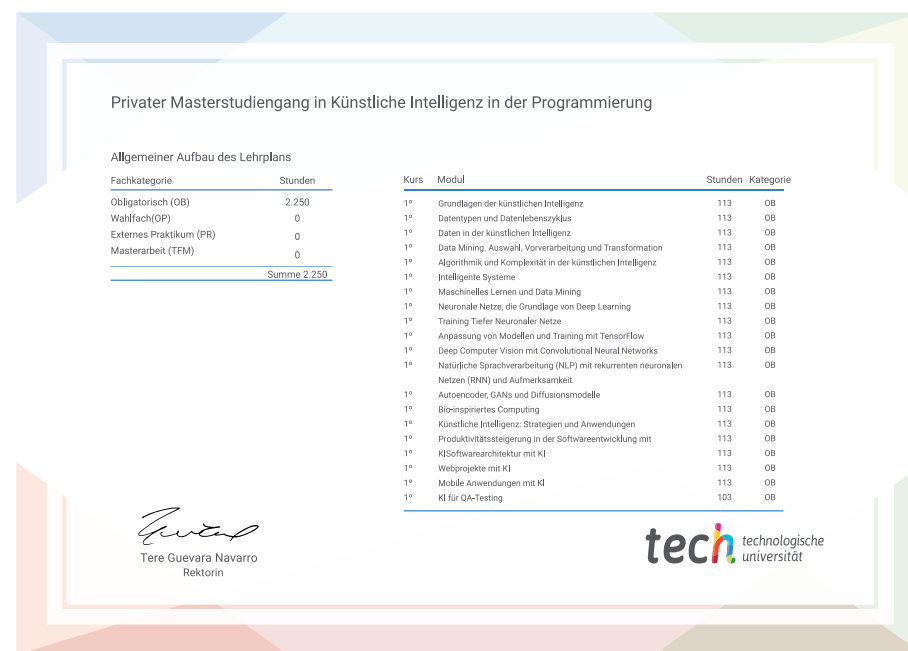 Privater Masterstudiengang in Künstliche Intelligenz in der Programmierung
Allgemeiner Aufbau des Lehrplans
Fachkategorie Stunden
Obligatorisch (OB) 2.250
Wahlfach(OP) 0
Externes Praktikum (PR) 0
Masterarbeit (TFM) 0
Summe 2.250
Kurs Modul Stunden Kategorie
1º Grundlagen der künstlichen Intelligenz 113 OB
1º Datentypen und Datenlebenszyklus 113 OB
1º Daten in der künstlichen Intelligenz 113 OB
1º Data Mining. Auswahl, Vorverarbeitung und Transformation 113 OB
1º Algorithmik und Komplexität in der künstlichen Intelligenz 113 OB
1º Intelligente Systeme 113 OB
1º Maschinelles Lernen und Data Mining 113 OB
1º Neuronale Netze, die Grundlage von Deep Learning 113 OB
1º Training Tiefer Neuronaler Netze 113 OB
1º Anpassung von Modellen und Training mit TensorFlow 113 OB
1º Deep Computer Vision mit Convolutional Neural Networks 113 OB
1º Natürliche Sprachverarbeitung (NLP) mit rekurrenten neuronalen 113 OB
Netzen (RNN) und Aufmerksamkeit
1º Autoencoder, GANs und Diffusionsmodelle 113 OB
1º Bio-inspiriertes Computing 113 OB
1º Künstliche Intelligenz: Strategien und Anwendungen 113 OB
1º Produktivitätssteigerung in der Softwareentwicklung mit 113 OB
1º KISoftwarearchitektur mit KI 113 OB
1º Webprojekte mit KI 113 OB
1º Mobile Anwendungen mit KI 113 OB
1º KI für QA-Testing 103 OB
Tere Guevara Navarro
Rektorin
tech technologische
universität